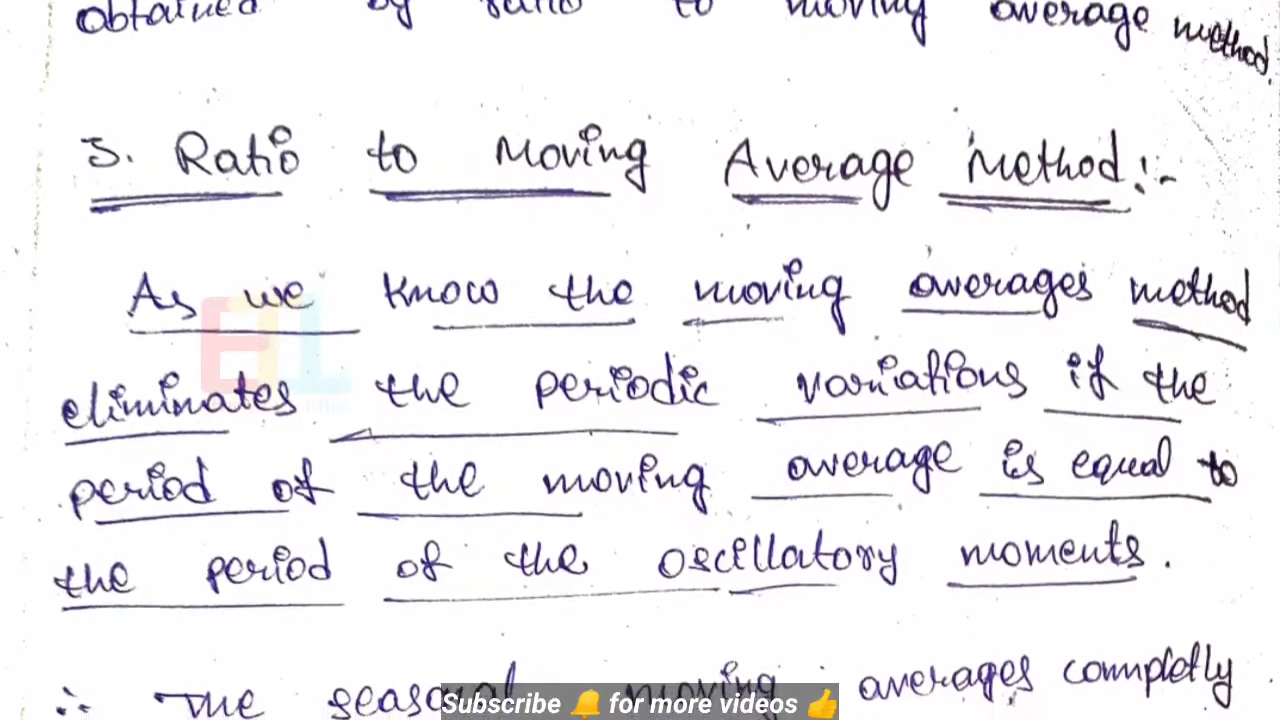 obtained by ratio to moving average method.
3. Ratio to Moving Average Method:-
As we know the moving averages method
eliminates the periodic variations if the
period of the moving average is equal to
the period of the oscillatory moments.
∴ The seasonal moving averages completly
Subscribe 🔔 for more videos 👍